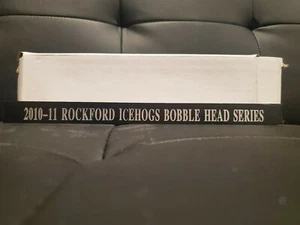 2010-11 ROCKFORD ICEHOGS BOBBLE HEAD SERIES